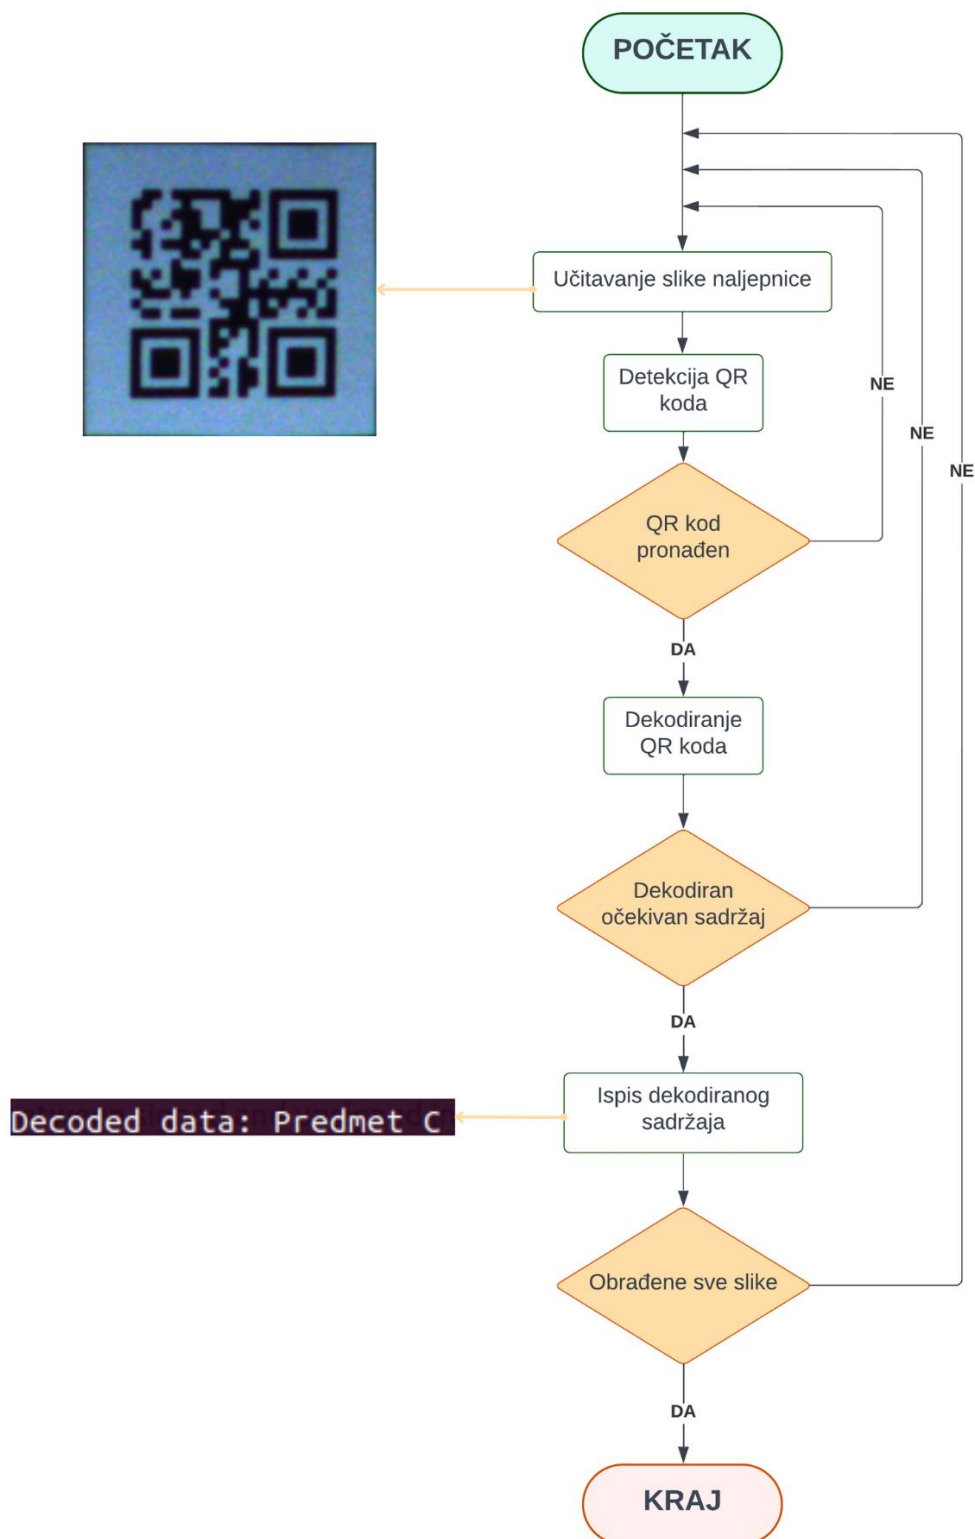 POČETAK
Učitavanje slike naljepnice
Detekcija QR
koda
NE
NE
NE
QR kod
pronađen
DA
Dekodiranje
QR koda
Dekodiran
očekivan sadržaj
DA
Ispis dekodiranog
sadržaja
Decoded data: Predmet C
Obrađene sve slike
DA
KRAJ